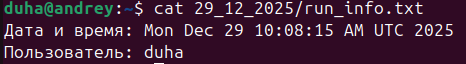 duha@andrey:~$ cat 29_12_2025/run_info.txt
Дата и время: Mon Dec 29 10:08:15 AM UTC 2025
Пользователь: duha